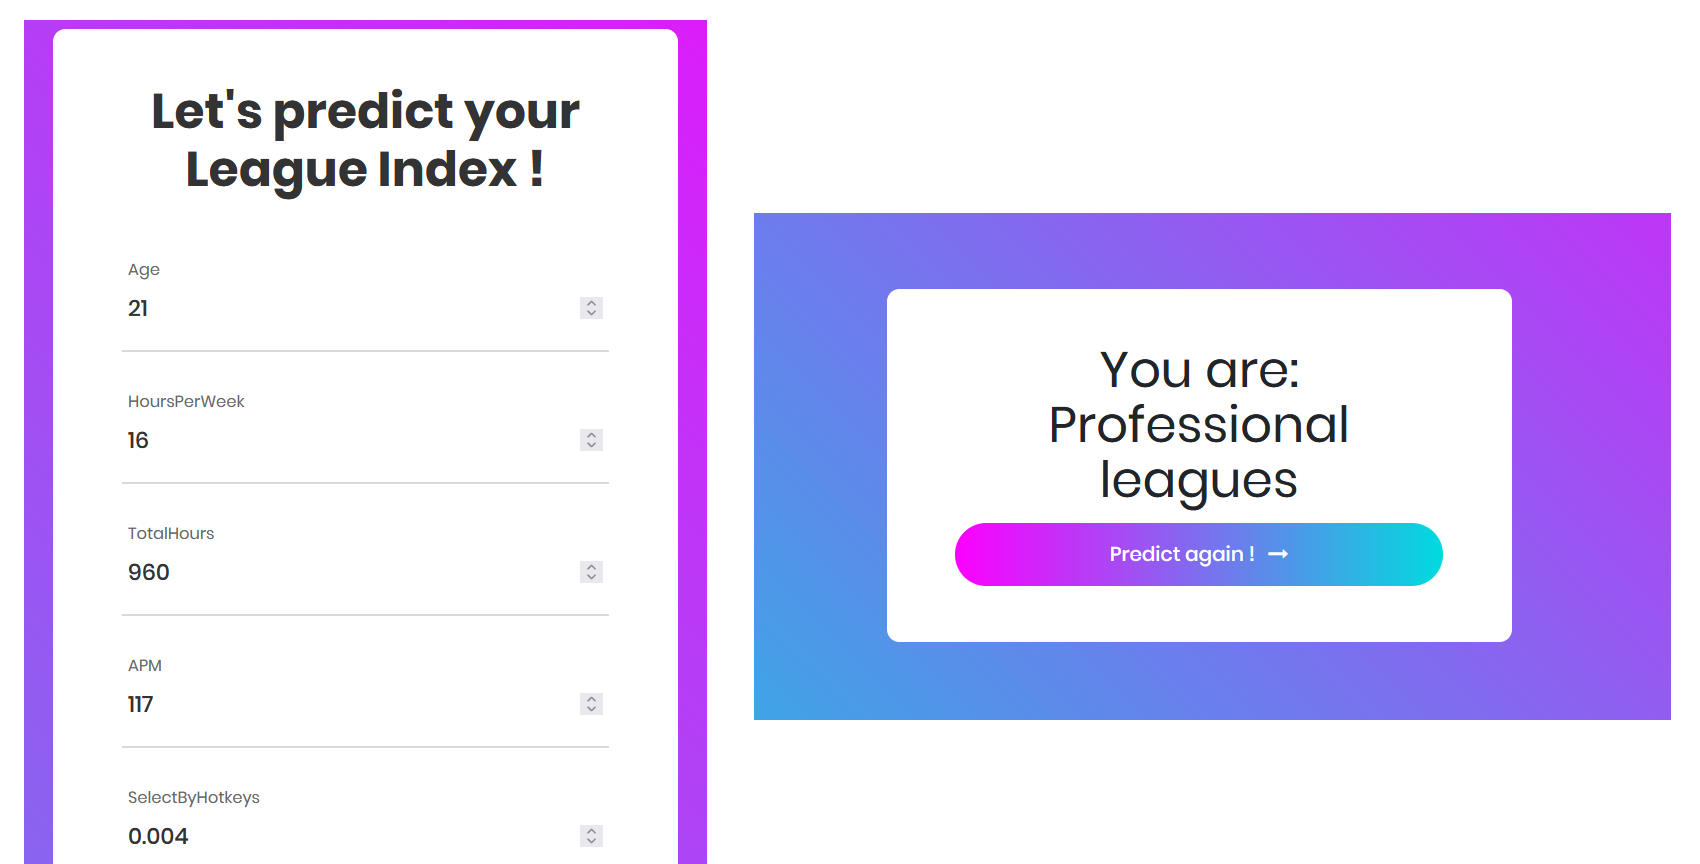 Let's predict your
League Index !
Age
21
HoursPerWeek
16
TotalHours
960
APM
117
SelectByHotkeys
0.004
You are:
Professional
leagues
Predict again !